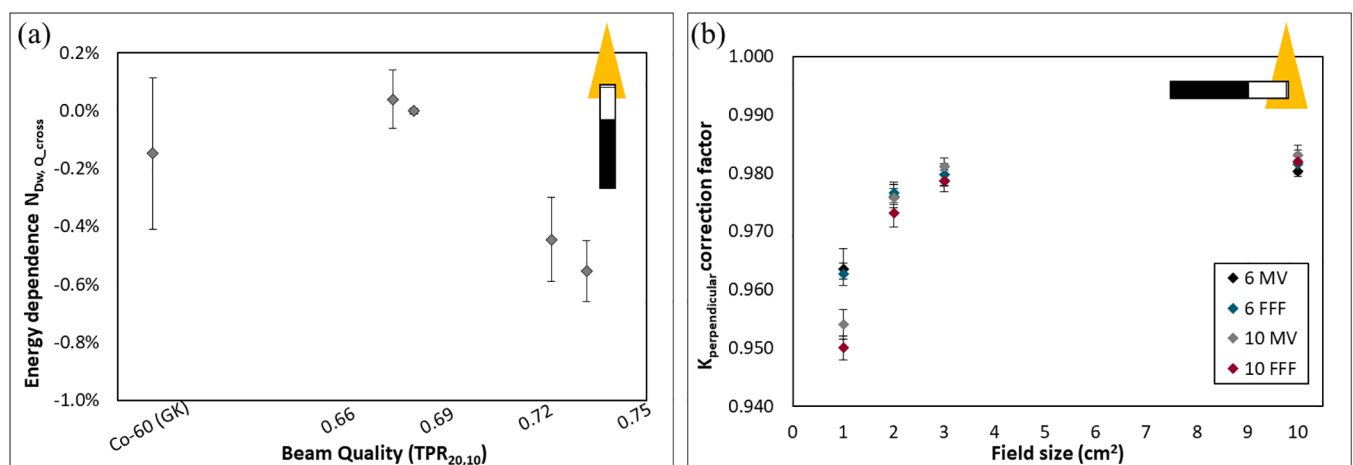 (a)
0.2%
0.0%
-0.2%
-0.4%
-0.6%
-0.8%
-1.0%
Energy dependence N_Dw, Q_cross
Co-60 (GK)
0.66
0.69
0.72
0.75
Beam Quality (TPR20,10)
(b)
1.000
0.990
0.980
0.970
0.960
0.950
0.940
Kperpendicular correction factor
6 MV
6 FFF
10 MV
10 FFF
0 1 2 3 4 5 6 7 8 9 10
Field size (cm²)